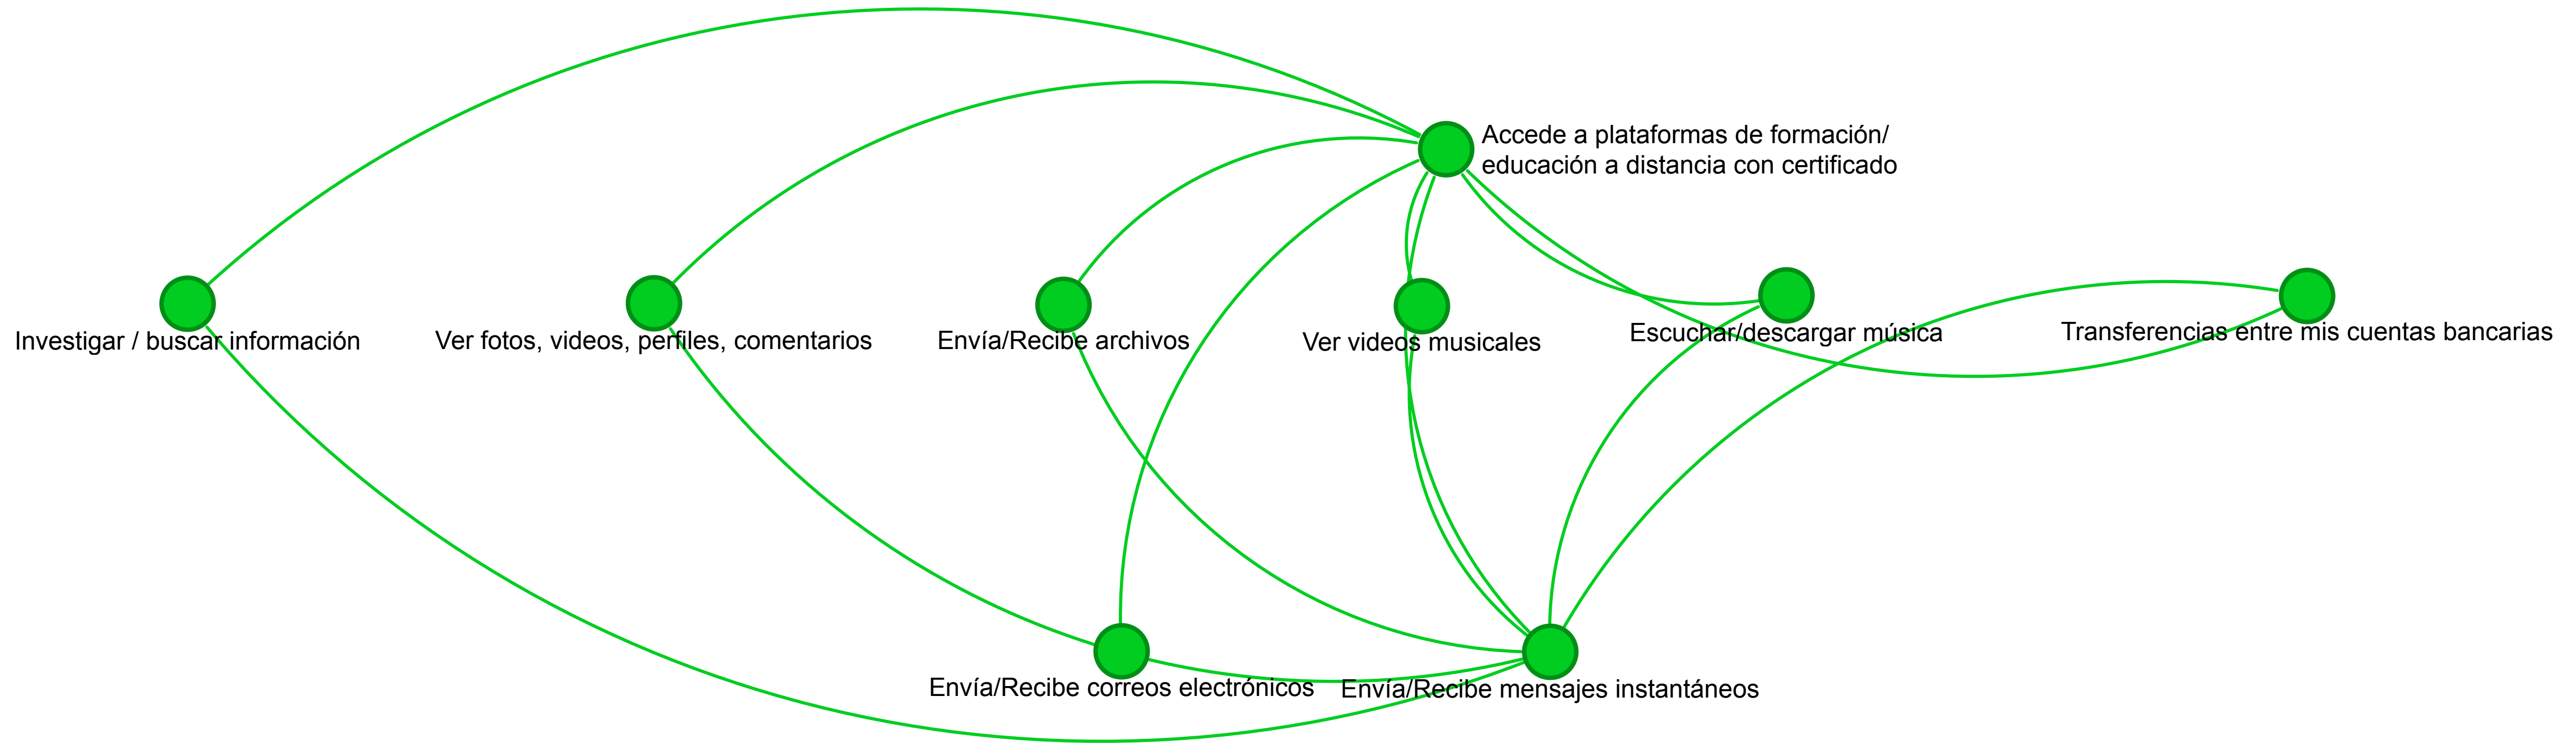 Accede a plataformas de formación/
educación a distancia con certificado
Investigar / buscar información
Ver fotos, videos, perfiles, comentarios
Envía/Recibe archivos
Ver videos musicales
Escuchar/descargar música
Transferencias entre mis cuentas bancarias
Envía/Recibe correos electrónicos
Envía/Recibe mensajes instantáneos